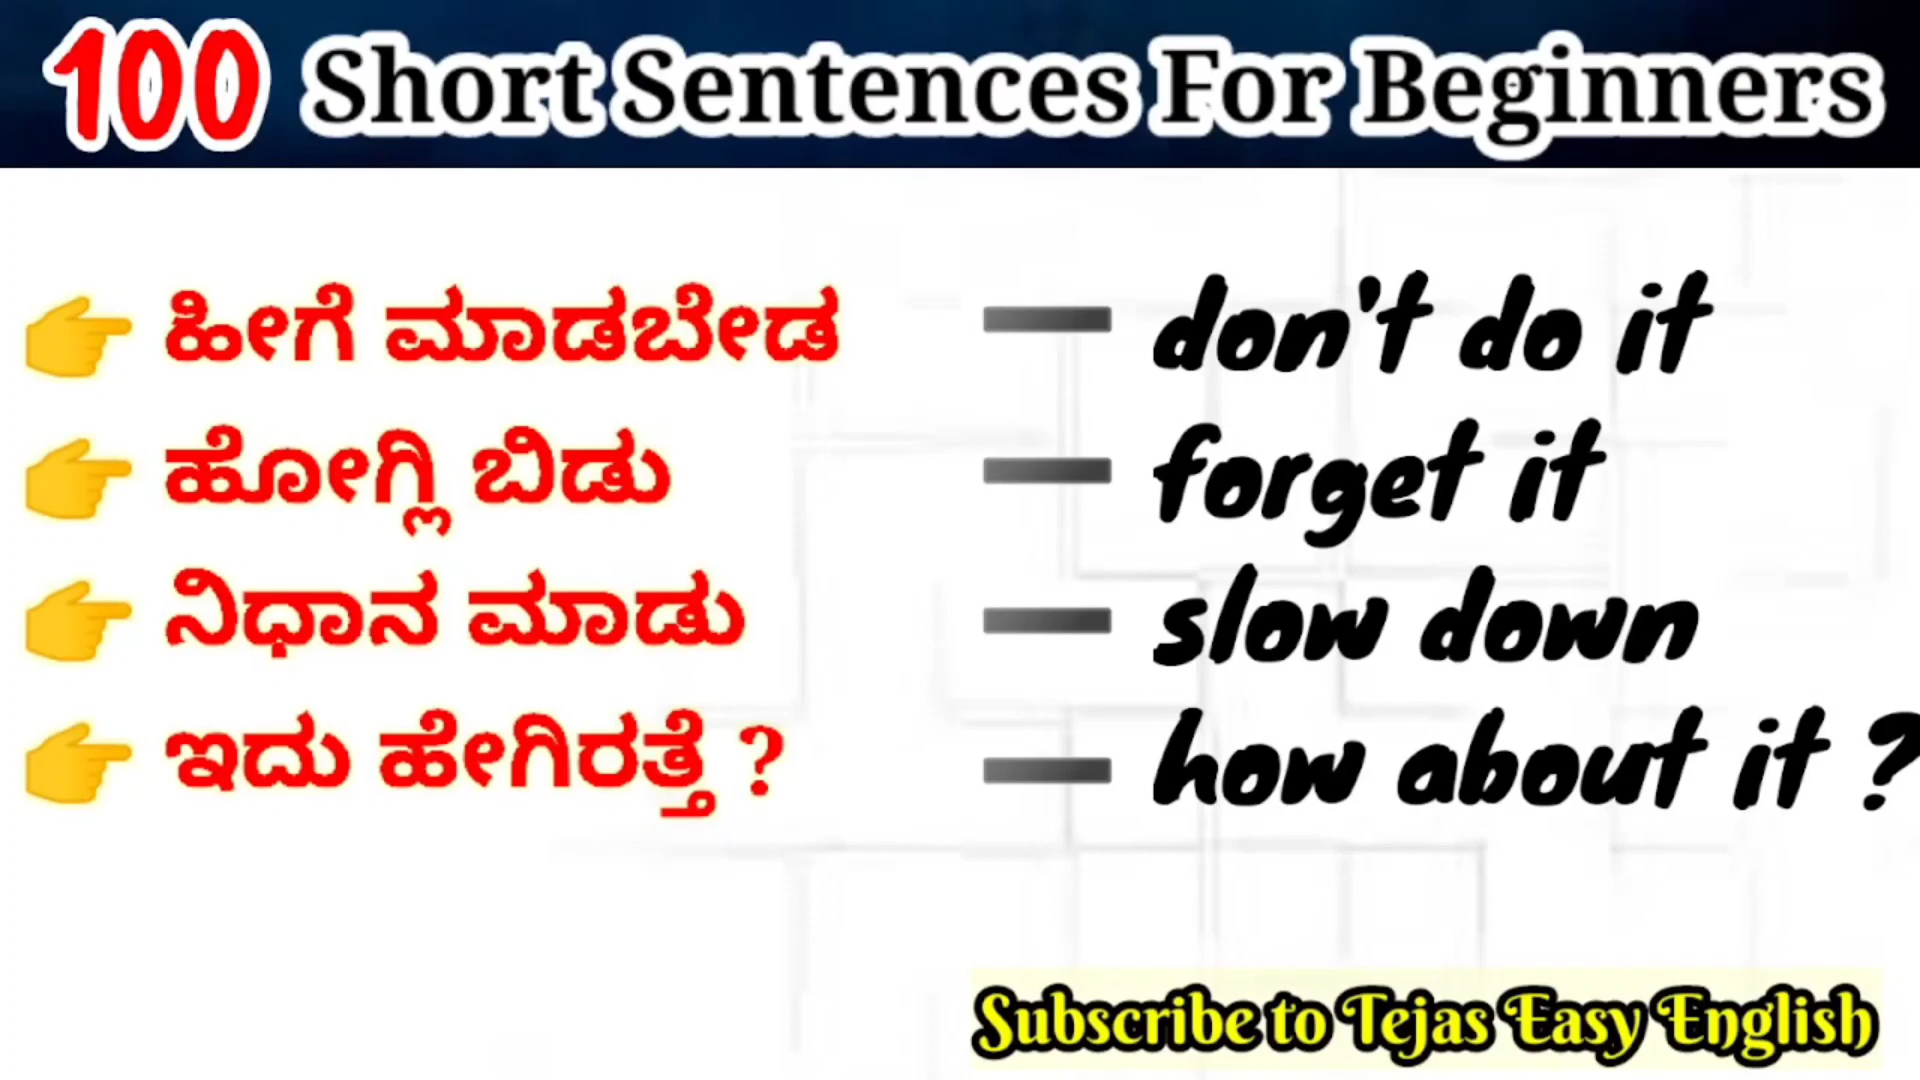 100 Short Sentences For Beginners
ಹೀಗೆ ಮಾಡಬೇಡ don't do it
ಹೋಗ್ಲಿ ಬಿಡು forget it
ನಿಧಾನ ಮಾಡು slow down
ಇದು ಹೇಗಿರತ್ತೆ ? how about it ?
Subscribe to Tejas Easy English